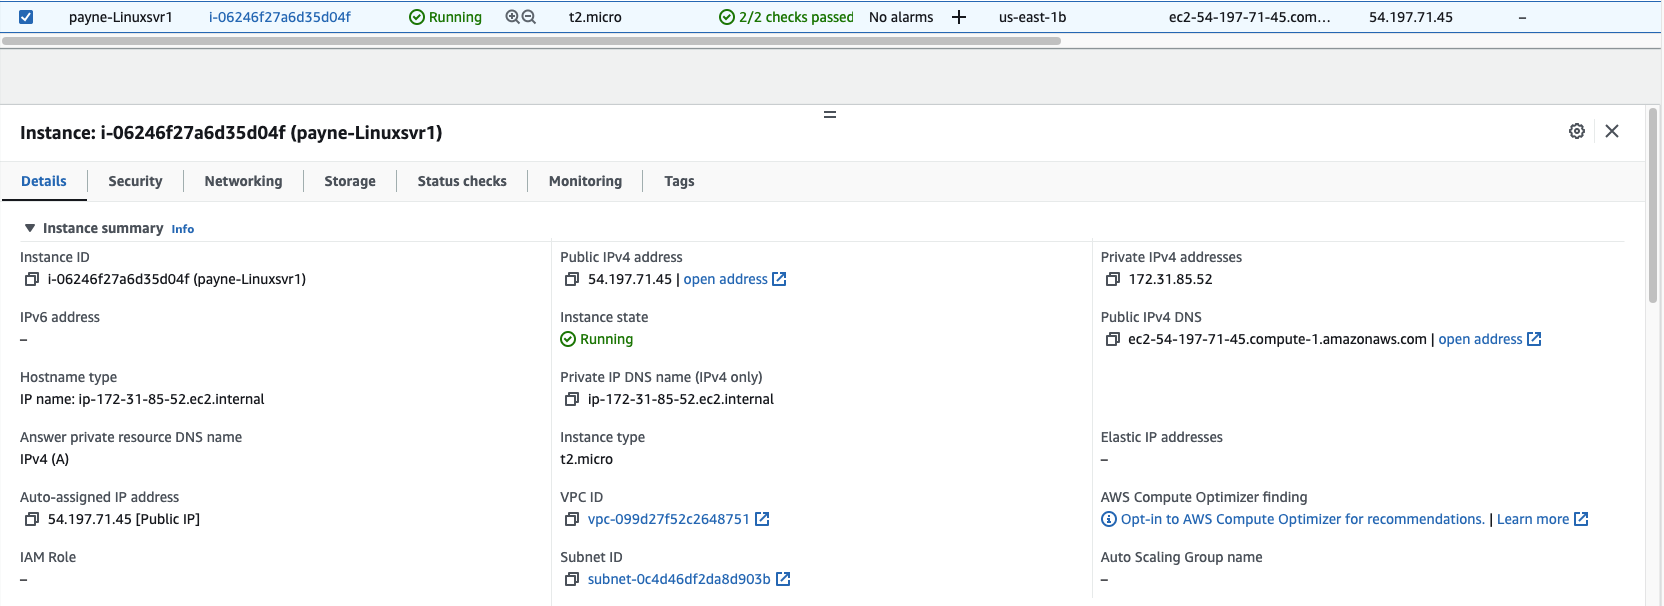 payne-Linuxsvr1 i-06246f27a6d35d04f Running t2.micro 2/2 checks passed No alarms us-east-1b ec2-54-197-71-45.com... 54.197.71.45 –
Instance: i-06246f27a6d35d04f (payne-Linuxsvr1)
Details Security Networking Storage Status checks Monitoring Tags
Instance summary Info
Instance ID
i-06246f27a6d35d04f (payne-Linuxsvr1)
Public IPv4 address
54.197.71.45 | open address
Private IPv4 addresses
172.31.85.52
IPv6 address
–
Instance state
Running
Public IPv4 DNS
ec2-54-197-71-45.compute-1.amazonaws.com | open address
Hostname type
IP name: ip-172-31-85-52.ec2.internal
Private IP DNS name (IPv4 only)
ip-172-31-85-52.ec2.internal
Answer private resource DNS name
IPv4 (A)
Instance type
t2.micro
Elastic IP addresses
–
Auto-assigned IP address
54.197.71.45 [Public IP]
VPC ID
vpc-099d27f52c2648751
AWS Compute Optimizer finding
Opt-in to AWS Compute Optimizer for recommendations. | Learn more
IAM Role
–
Subnet ID
subnet-0c4d46df2da8d903b
Auto Scaling Group name
–